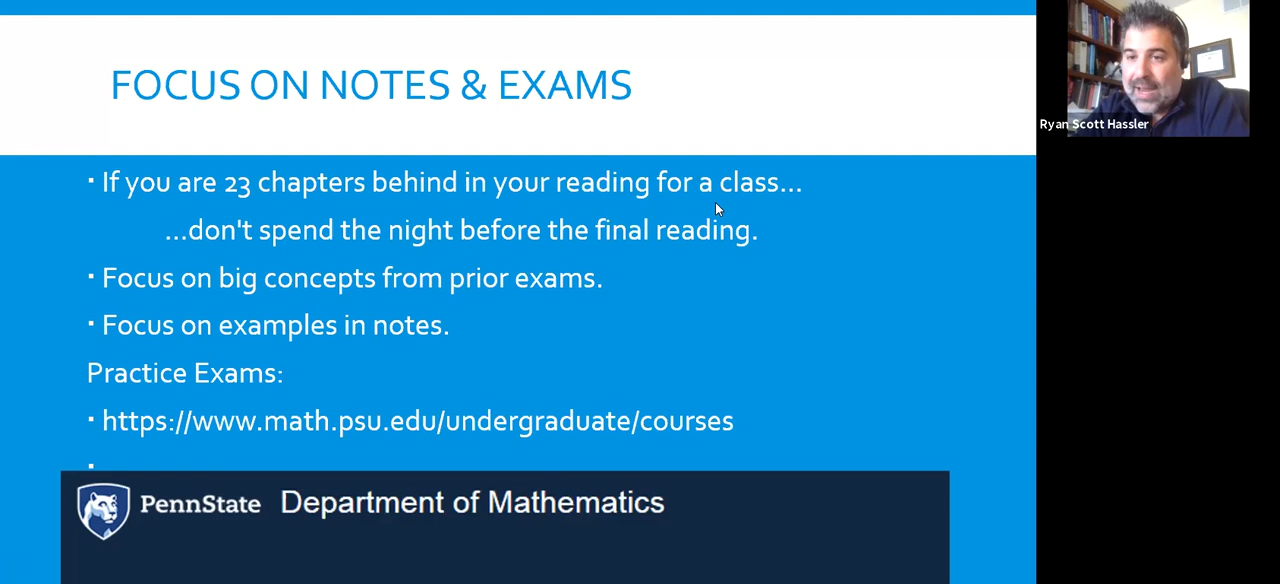 FOCUS ON NOTES & EXAMS
▪ If you are 23 chapters behind in your reading for a class...
...don't spend the night before the final reading.
▪ Focus on big concepts from prior exams.
▪ Focus on examples in notes.
Practice Exams:
▪ https://www.math.psu.edu/undergraduate/courses
▪
PennState Department of Mathematics
Ryan Scott Hassler